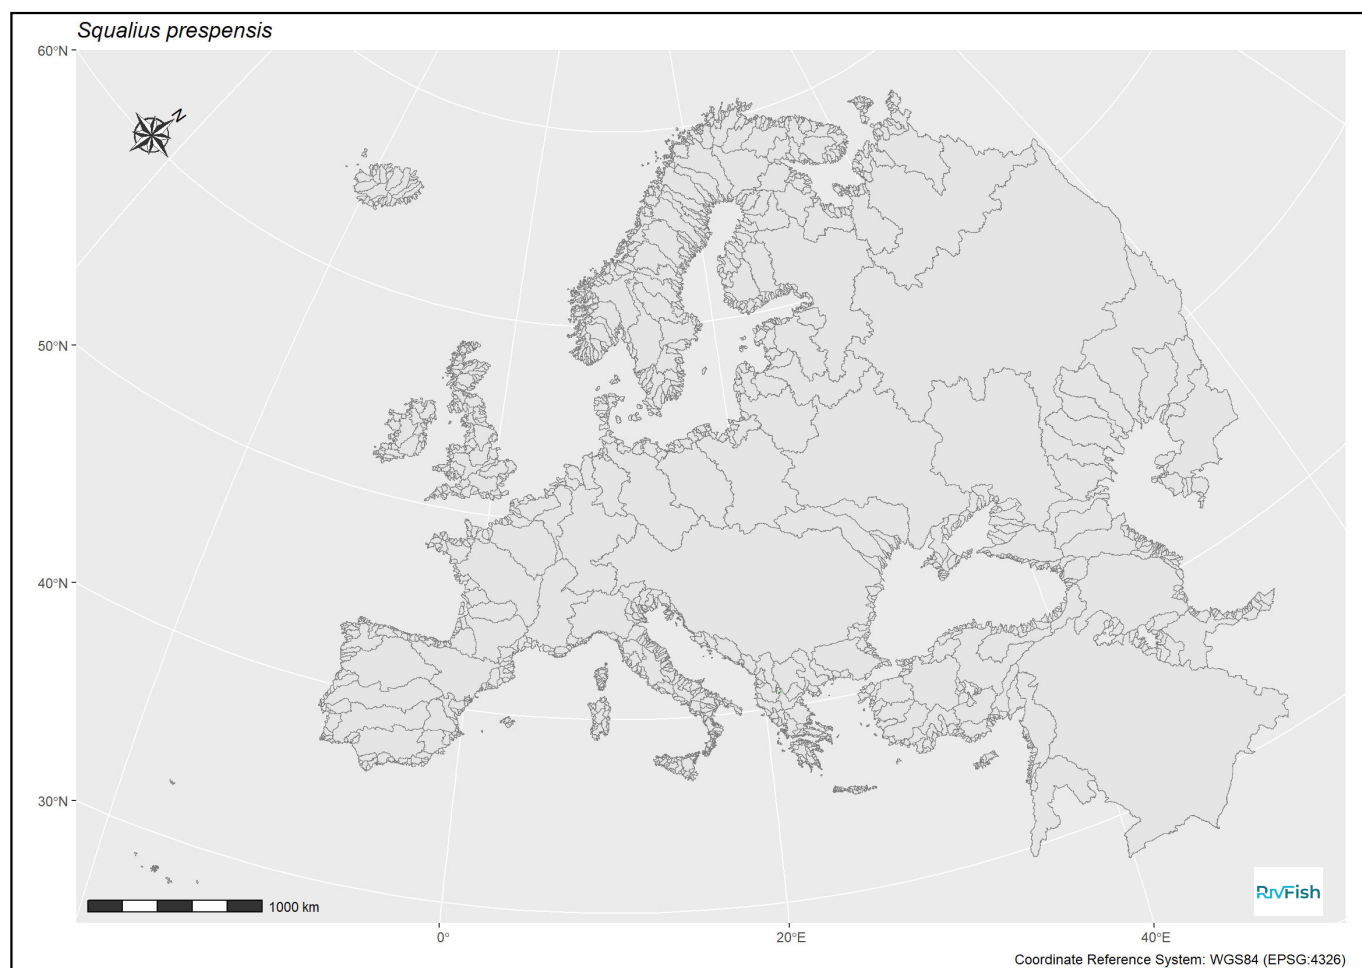 Squalius prespensis
60°N
N
50°N
40°N
30°N
1000 km
RIVFish
0°
20°E
40°E
Coordinate Reference System: WGS84 (EPSG:4326)